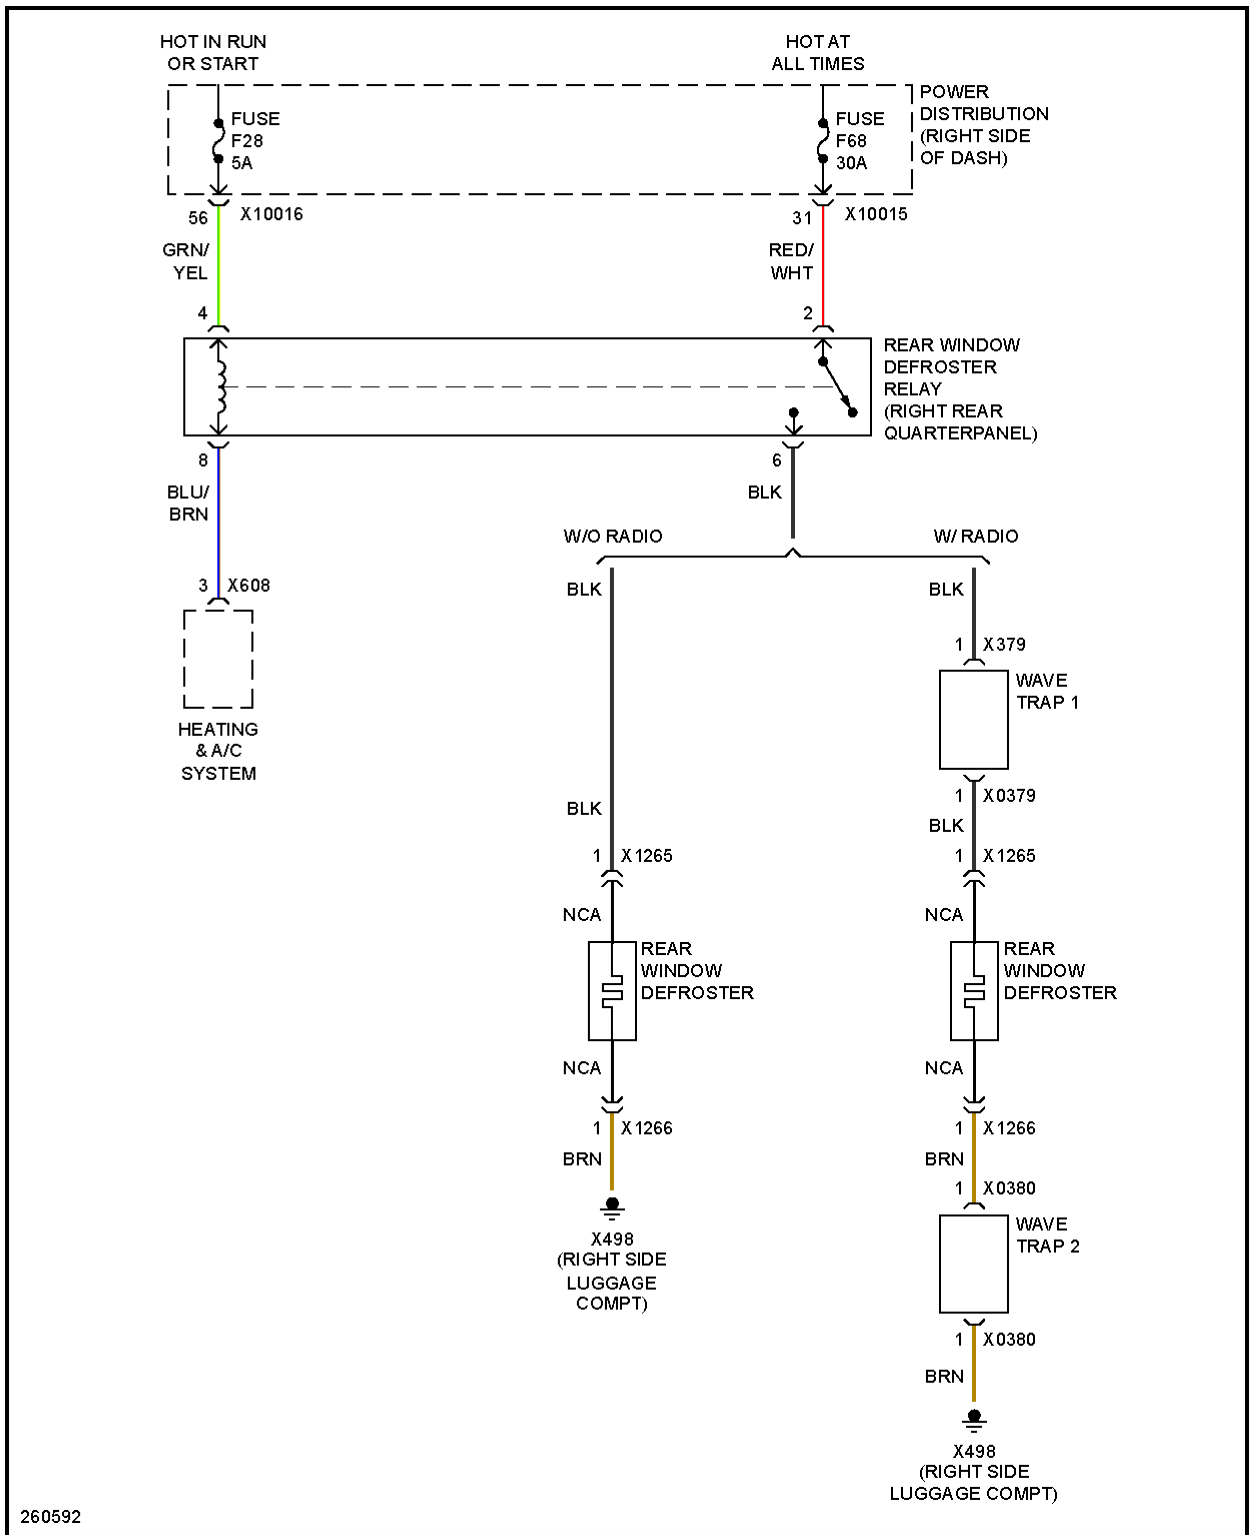 HOT IN RUN
OR START
HOT AT
ALL TIMES
POWER
DISTRIBUTION
(RIGHT SIDE
OF DASH)
FUSE
F28
5A
FUSE
F68
30A
56
X10016
31
X10015
GRN/
YEL
RED/
WHT
4
2
REAR WINDOW
DEFROSTER
RELAY
(RIGHT REAR
QUARTERPANEL)
8
6
BLU/
BRN
BLK
W/O RADIO
W/ RADIO
3
X608
BLK
BLK
1
X379
WAVE
TRAP 1
HEATING
& A/C
SYSTEM
1
X0379
BLK
BLK
1
X1265
1
X1265
NCA
NCA
REAR
WINDOW
DEFROSTER
REAR
WINDOW
DEFROSTER
NCA
NCA
1
X1266
1
X1266
BRN
BRN
1
X0380
WAVE
TRAP 2
X498
(RIGHT SIDE
LUGGAGE
COMPT)
1
X0380
BRN
X498
(RIGHT SIDE
LUGGAGE COMPT)
260592